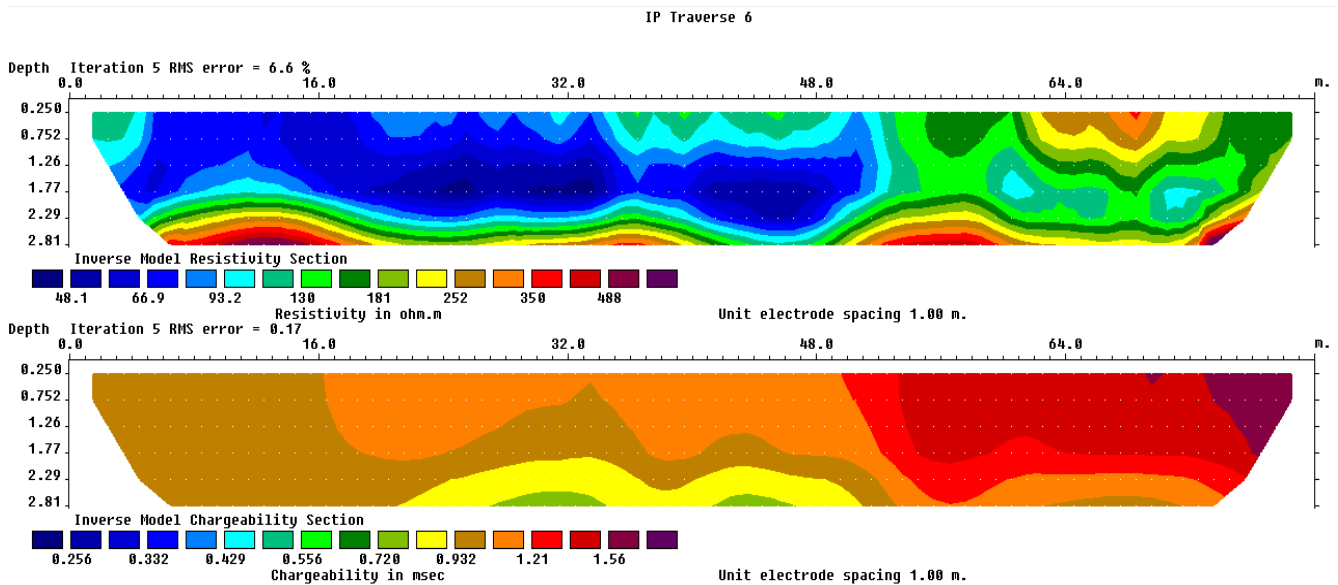 IP Traverse 6
Depth Iteration 5 RMS error = 6.6 %
0.0 16.0 32.0 48.0 64.0 m.
0.250
0.752
1.26
1.77
2.29
2.81
Inverse Model Resistivity Section
48.1 66.9 93.2 130 181 252 350 488
Resistivity in ohm.m Unit electrode spacing 1.00 m.
Depth Iteration 5 RMS error = 0.17
0.0 16.0 32.0 48.0 64.0 m.
0.250
0.752
1.26
1.77
2.29
2.81
Inverse Model Chargeability Section
0.256 0.332 0.429 0.556 0.720 0.932 1.21 1.56
Chargeability in msec Unit electrode spacing 1.00 m.